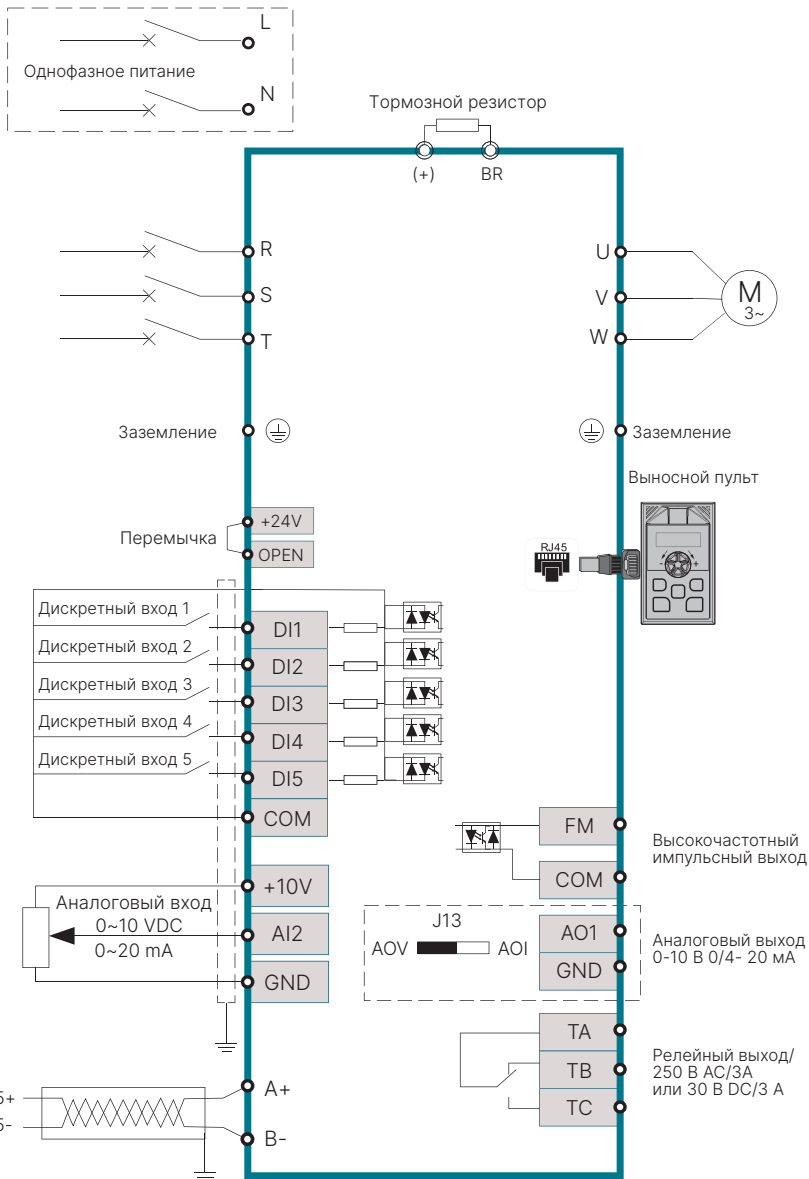 L
Однофазное питание
N
Тормозной резистор
(+)
BR
R
S
T
U
V
W
M
3~
Заземление
Заземление
Выносной пульт
Перемычка
+24V
OPEN
RJ45
- +
Дискретный вход 1
Дискретный вход 2
Дискретный вход 3
Дискретный вход 4
Дискретный вход 5
DI1
DI2
DI3
DI4
DI5
COM
FM
COM
Высокочастотный
импульсный выход
+10V
AI2
GND
Аналоговый вход
0~10 VDC
0~20 mA
J13
AOV
AOI
AO1
GND
Аналоговый выход
0-10 В 0/4- 20 мА
TA
TB
TC
Релейный выход/
250 В AC/3A
или 30 В DC/3 А
5+
5-
A+
B-